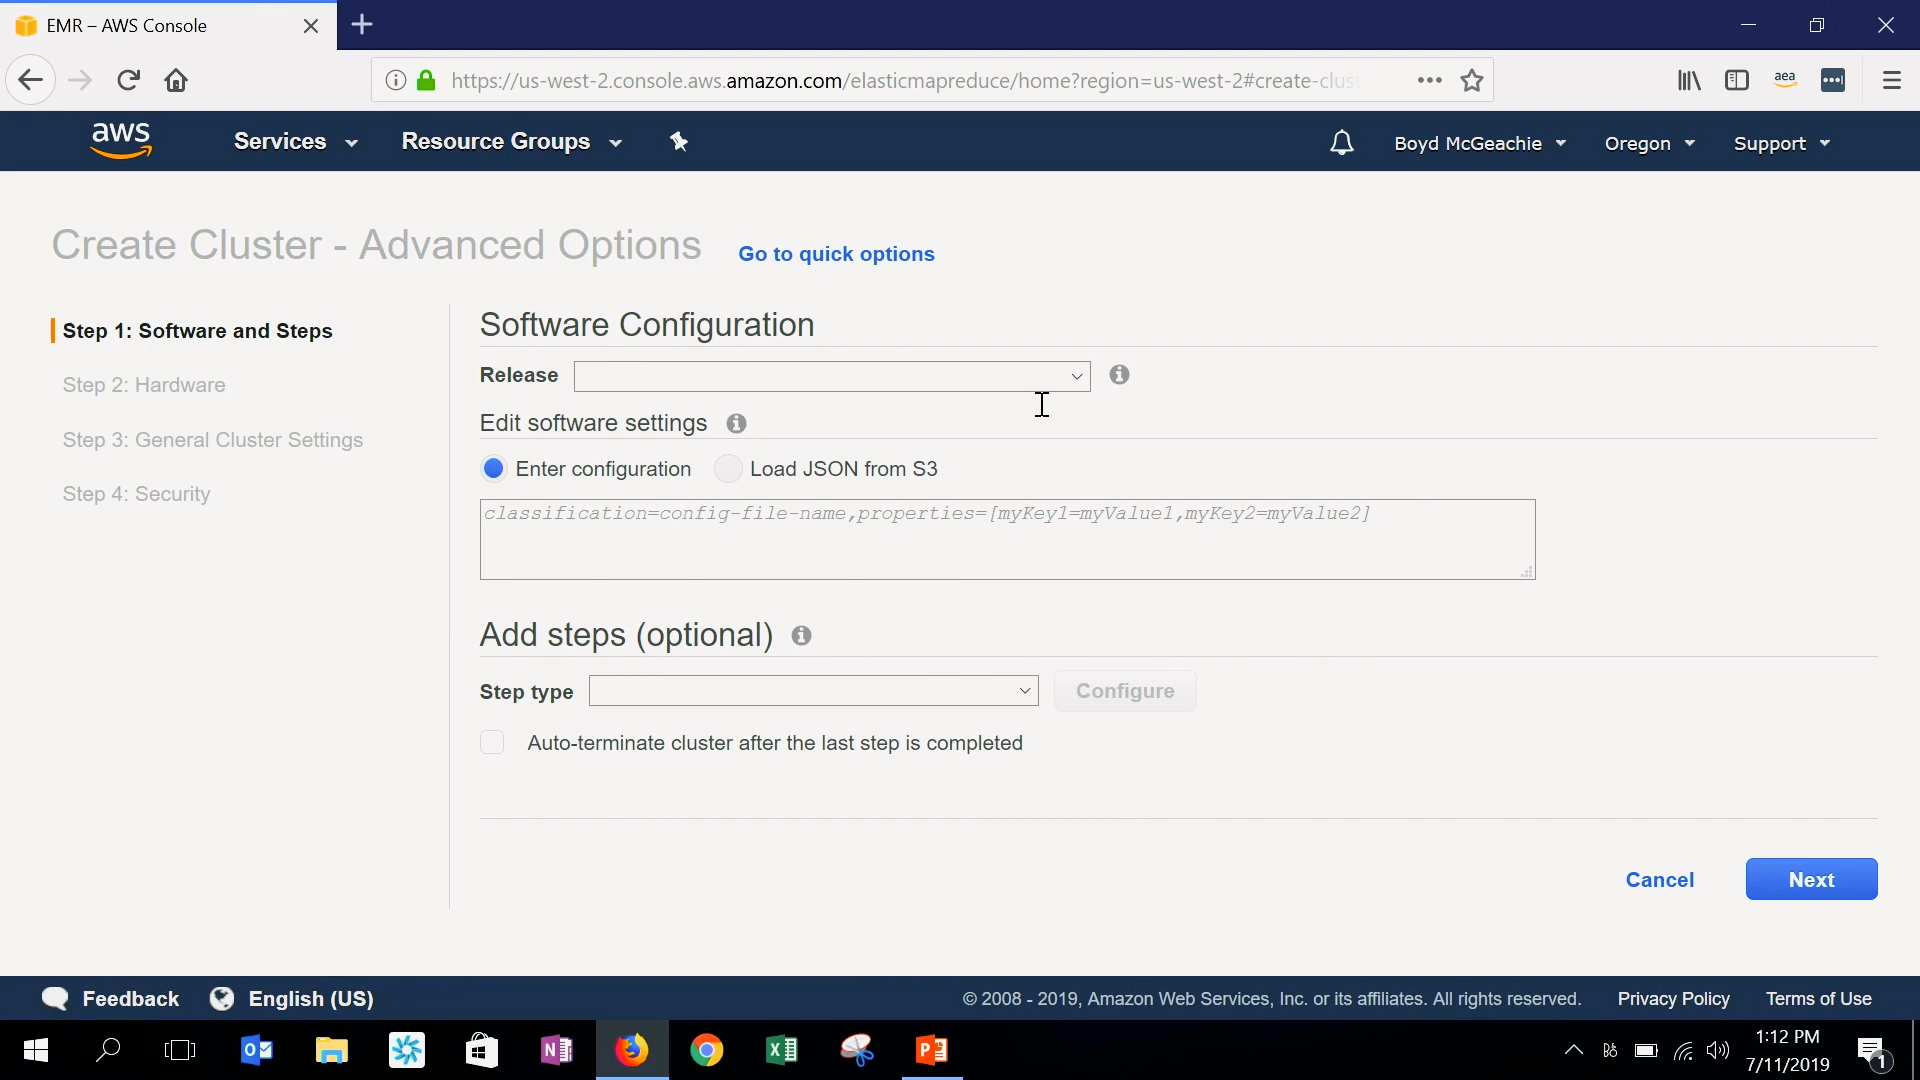 EMR – AWS Console
https://us-west-2.console.aws.amazon.com/elasticmapreduce/home?region=us-west-2#create-clust
aea
aws
Services
Resource Groups
Boyd McGeachie
Oregon
Support
Create Cluster - Advanced Options
Go to quick options
Step 1: Software and Steps
Step 2: Hardware
Step 3: General Cluster Settings
Step 4: Security
Software Configuration
Release
Edit software settings
Enter configuration
Load JSON from S3
classification=config-file-name,properties=[myKey1=myValue1,myKey2=myValue2]
Add steps (optional)
Step type
Configure
Auto-terminate cluster after the last step is completed
Cancel
Next
Feedback
English (US)
© 2008 - 2019, Amazon Web Services, Inc. or its affiliates. All rights reserved.
Privacy Policy
Terms of Use
1:12 PM
7/11/2019
1